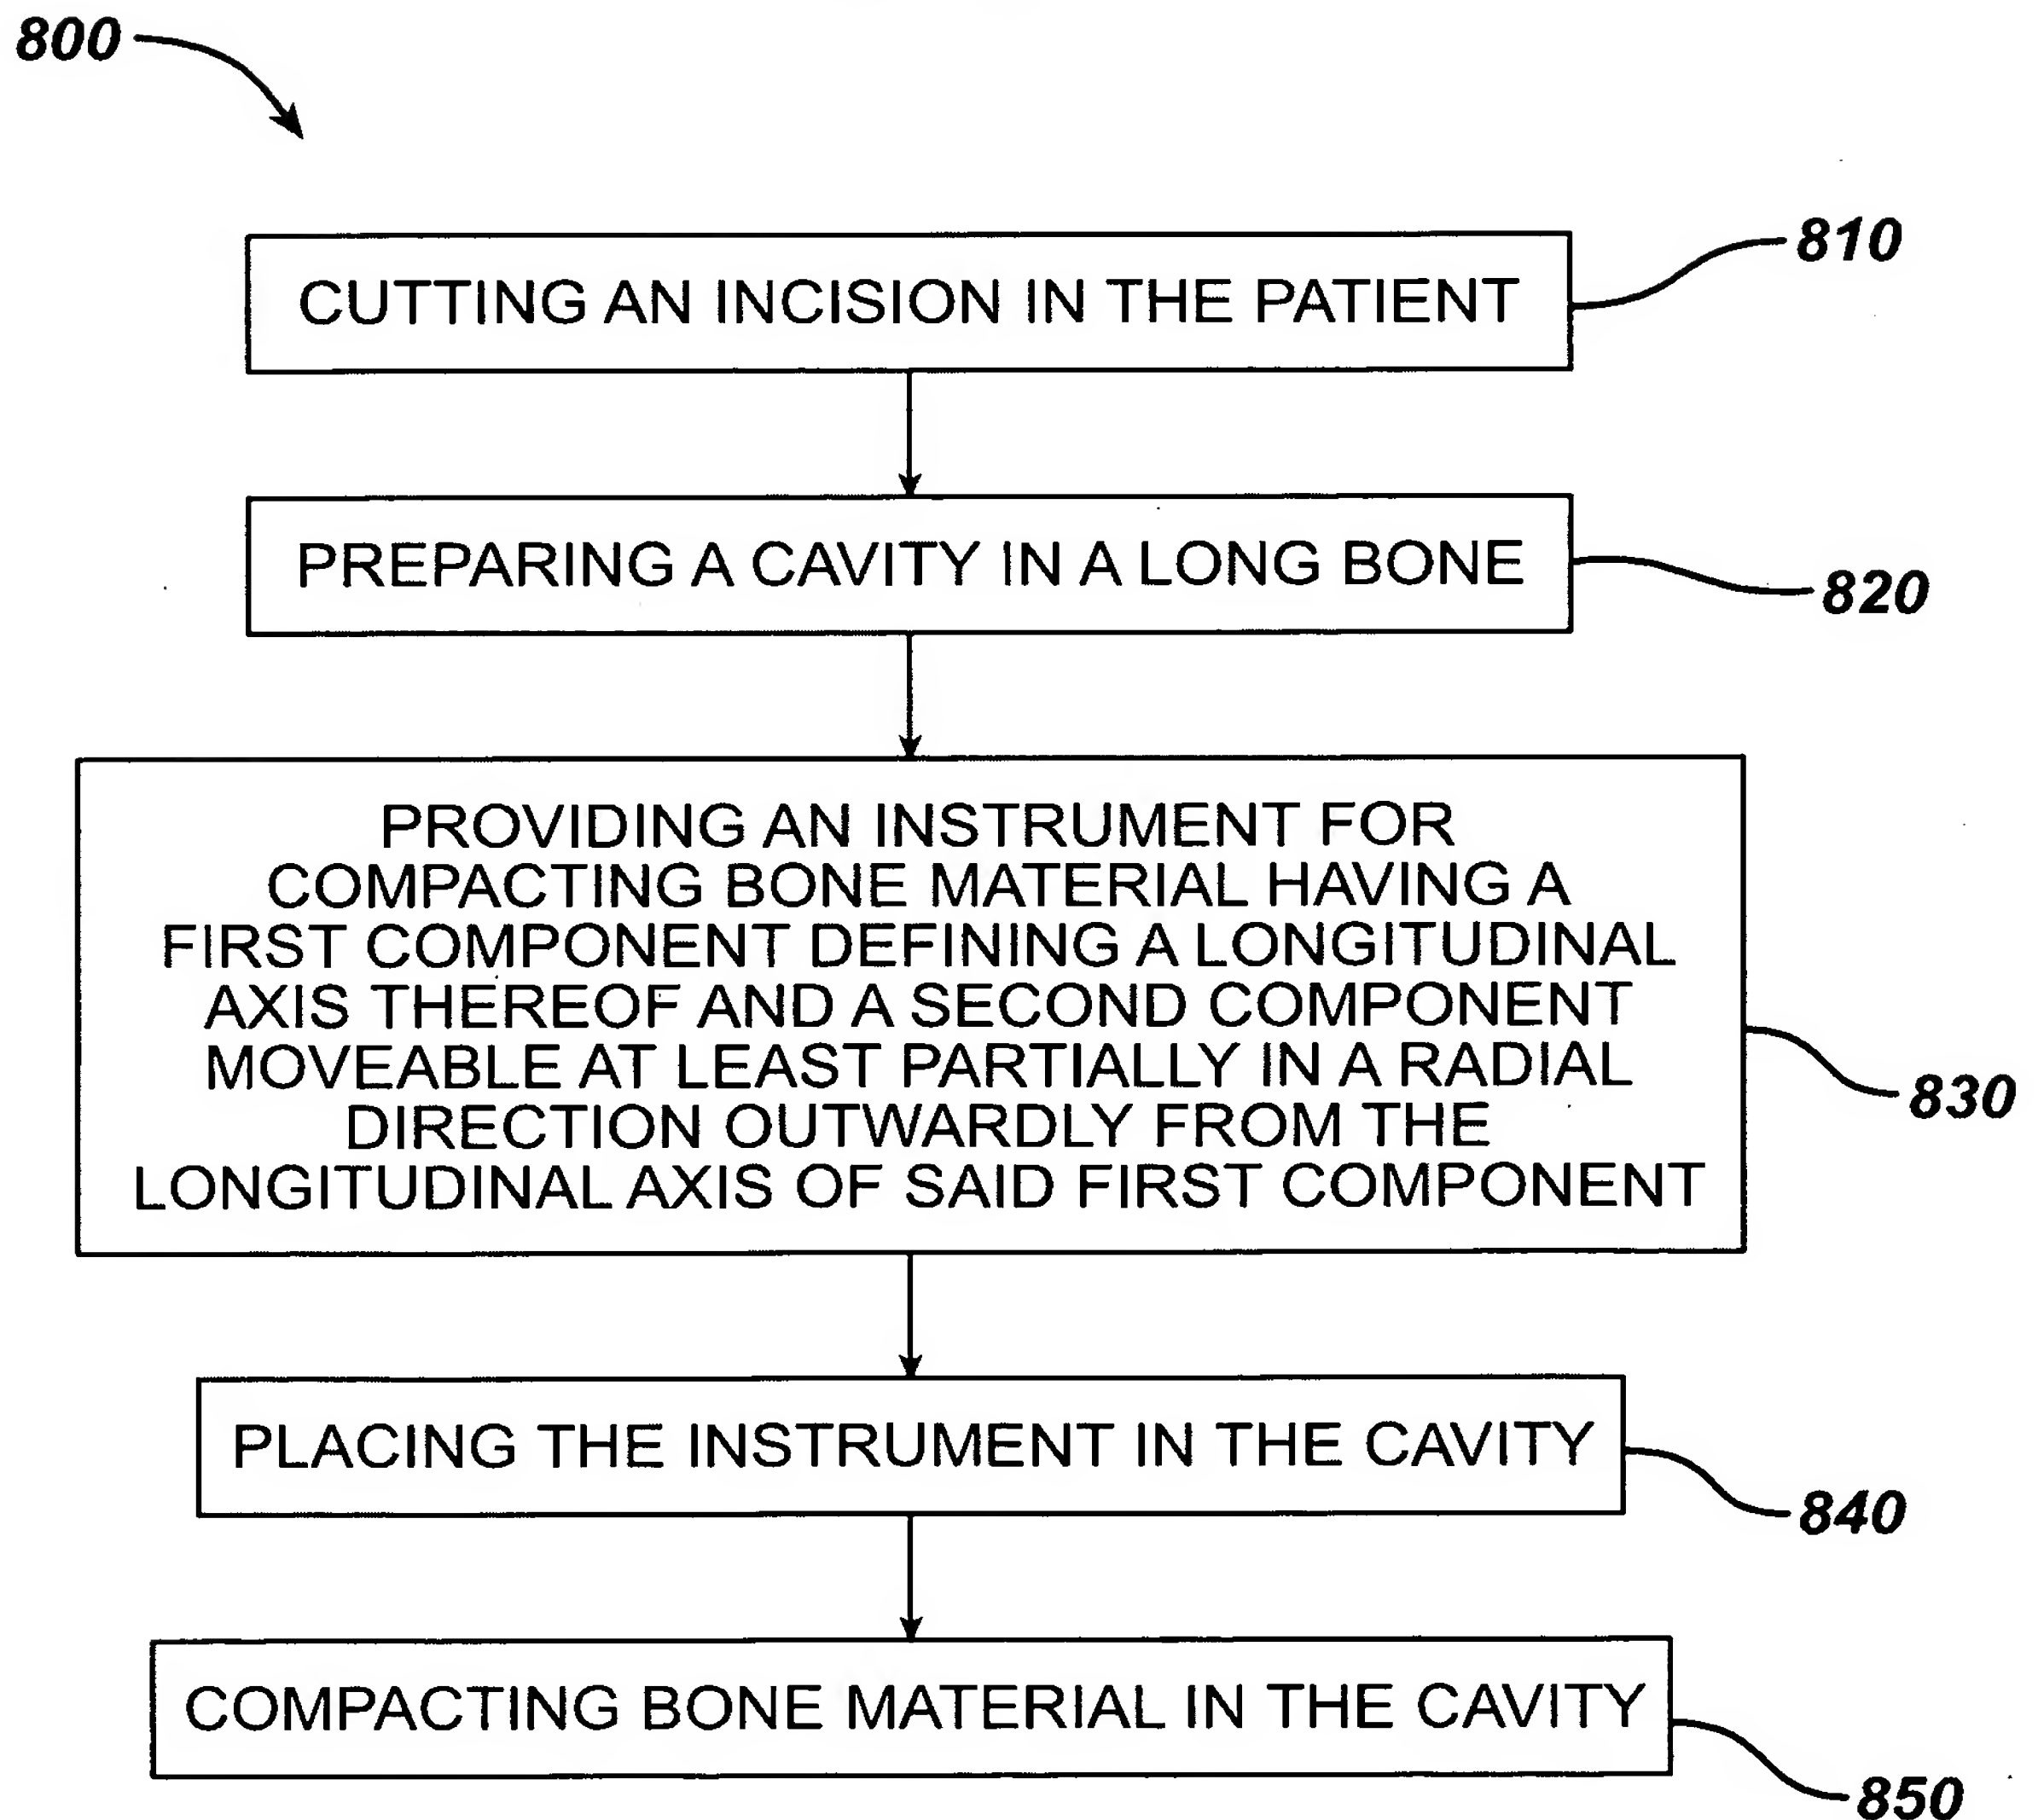 800
CUTTING AN INCISION IN THE PATIENT
810
PREPARING A CAVITY IN A LONG BONE
820
PROVIDING AN INSTRUMENT FOR
COMPACTING BONE MATERIAL HAVING A
FIRST COMPONENT DEFINING A LONGITUDINAL
AXIS THEREOF AND A SECOND COMPONENT
MOVEABLE AT LEAST PARTIALLY IN A RADIAL
DIRECTION OUTWARDLY FROM THE
LONGITUDINAL AXIS OF SAID FIRST COMPONENT
830
PLACING THE INSTRUMENT IN THE CAVITY
840
COMPACTING BONE MATERIAL IN THE CAVITY
850